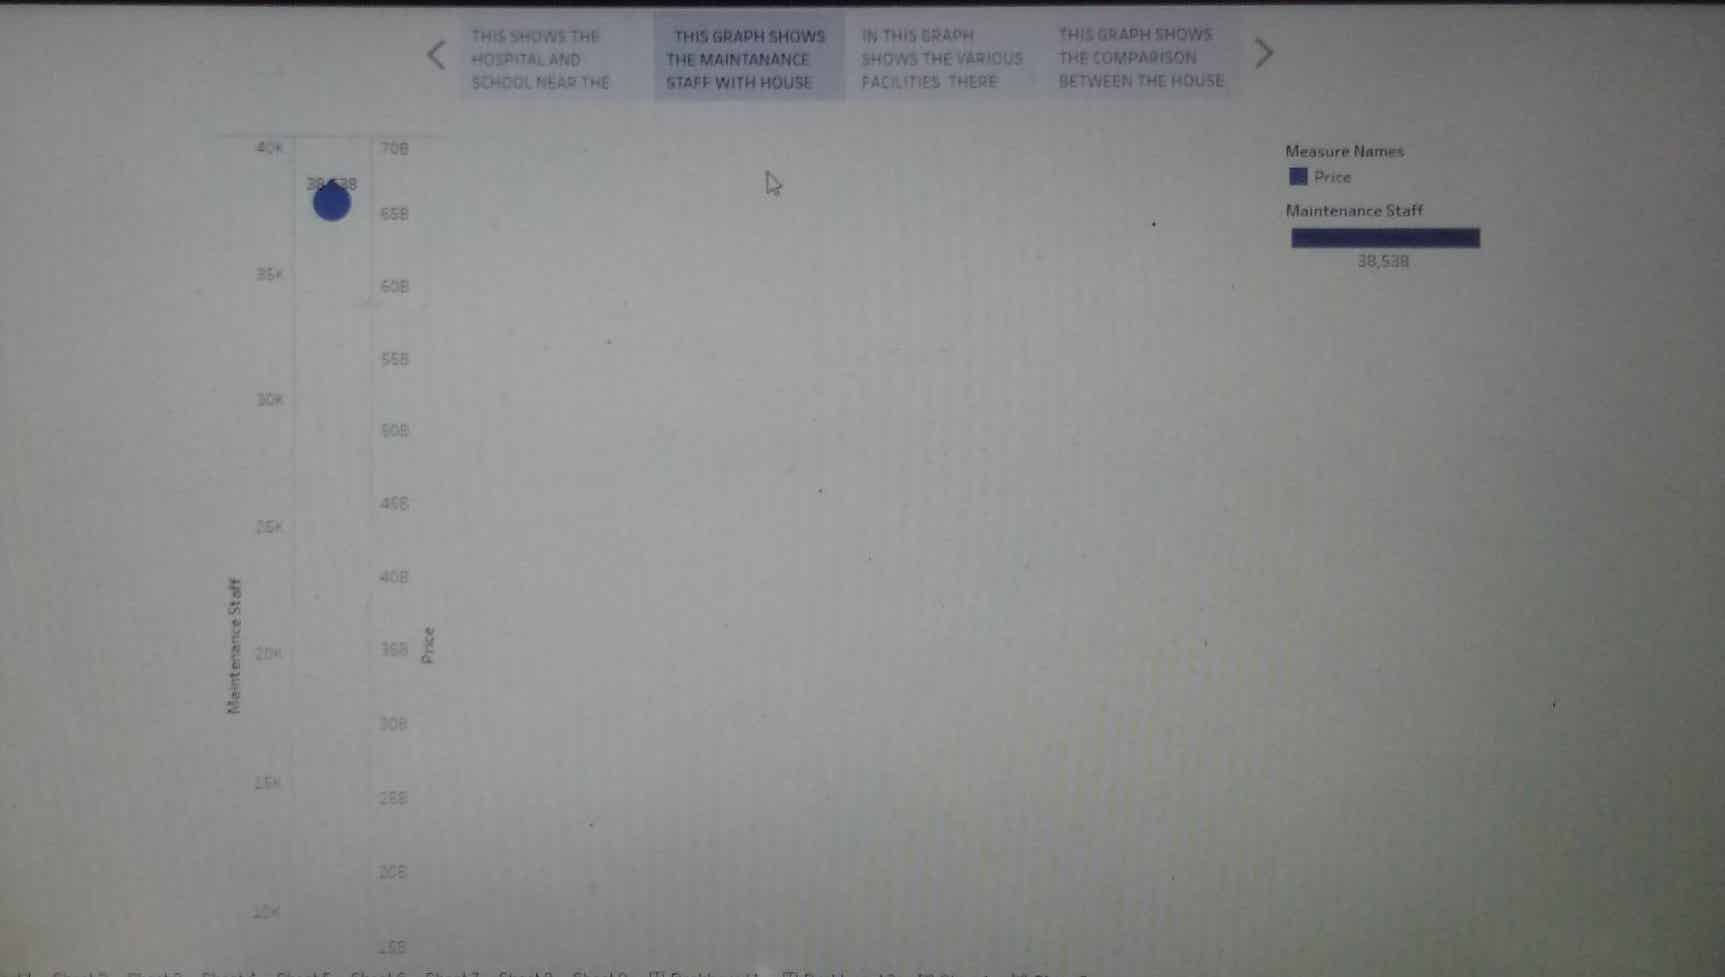 THIS SHOWS THE
HOSPITAL AND
SCHOOL NEAR THE
THIS GRAPH SHOWS
THE MAINTANANCE
STAFF WITH HOUSE
IN THIS GRAPH
SHOWS THE VARIOUS
FACILITIES THERE
THIS GRAPH SHOWS
THE COMPARISON
BETWEEN THE HOUSE
40K
35K
30K
25K
20K
15K
10K
Maintenance Staff
38,538
70B
65B
60B
55B
50B
45B
40B
35B
30B
25B
20B
15B
Price
Measure Names
Price
Maintenance Staff
38,538